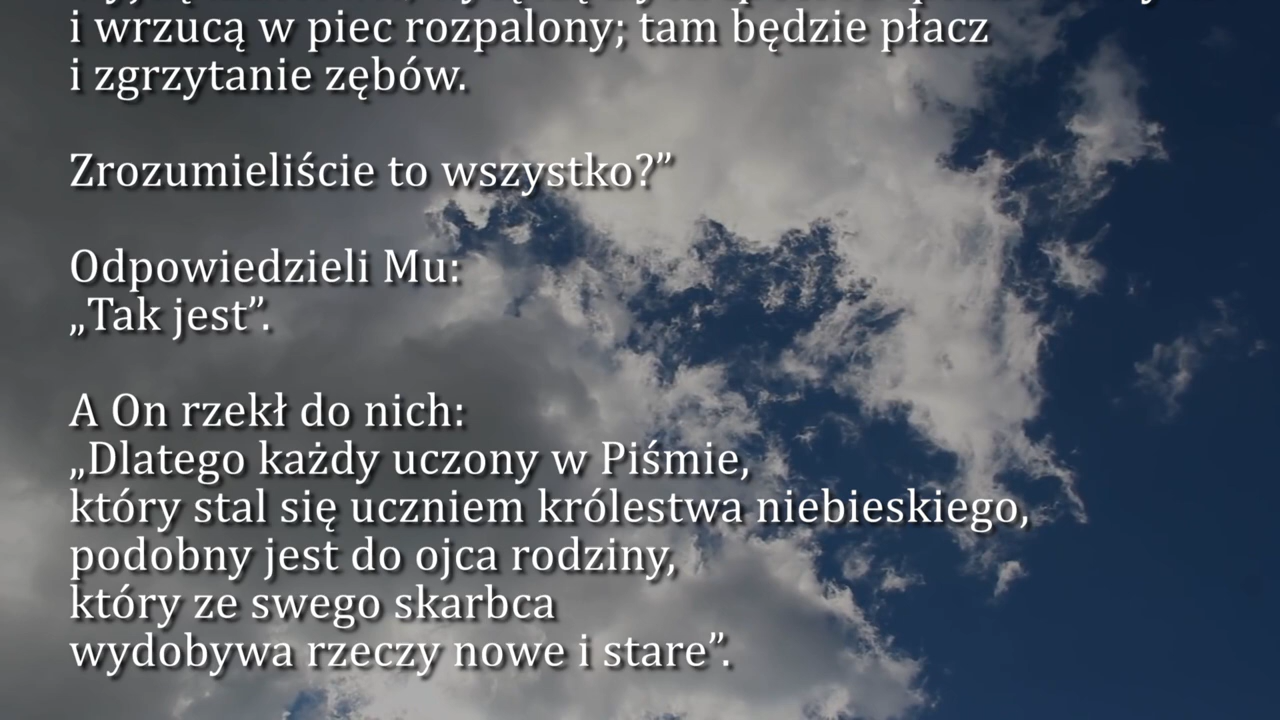 i wrzucą w piec rozpalony; tam będzie płacz
i zgrzytanie zębów.
Zrozumieliście to wszystko?”
Odpowiedzieli Mu:
„Tak jest”.
A On rzekł do nich:
„Dlatego każdy uczony w Piśmie,
który stal się uczniem królestwa niebieskiego,
podobny jest do ojca rodziny,
który ze swego skarbca
wydobywa rzeczy nowe i stare”.